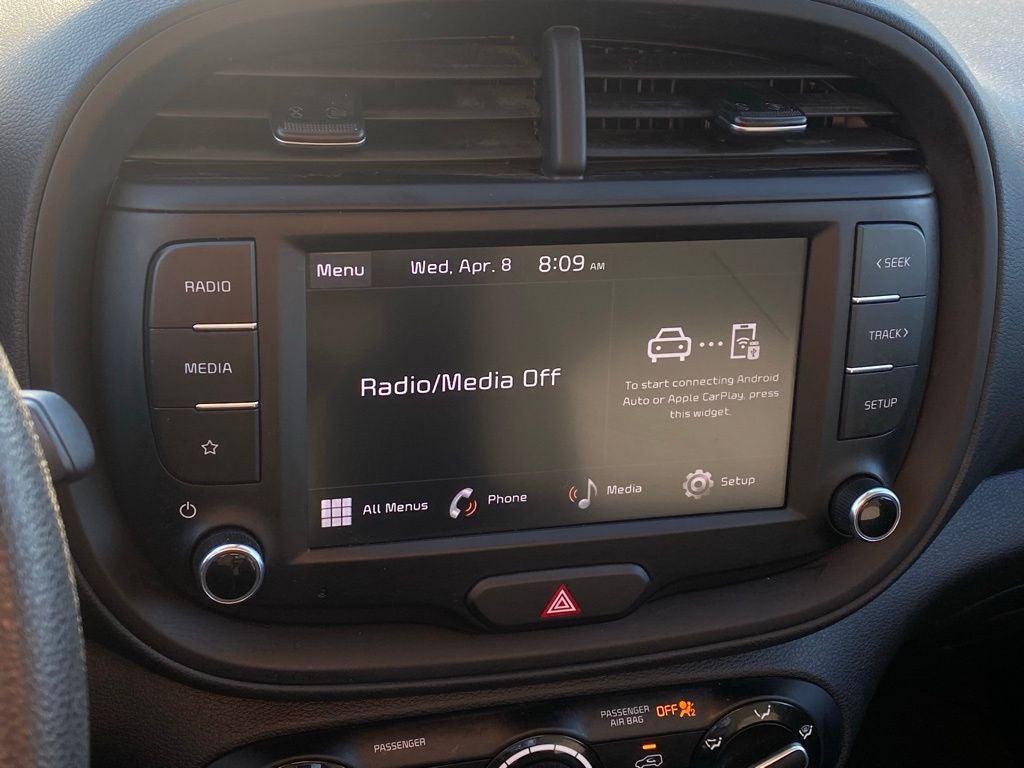 Menu Wed, Apr. 8 8:09 AM
RADIO
MEDIA
Radio/Media Off
To start connecting Android
Auto or Apple CarPlay, press
this widget.
All Menus Phone Media Setup
< SEEK
TRACK >
SETUP
PASSENGER
PASSENGER
AIR BAG
OFF 2